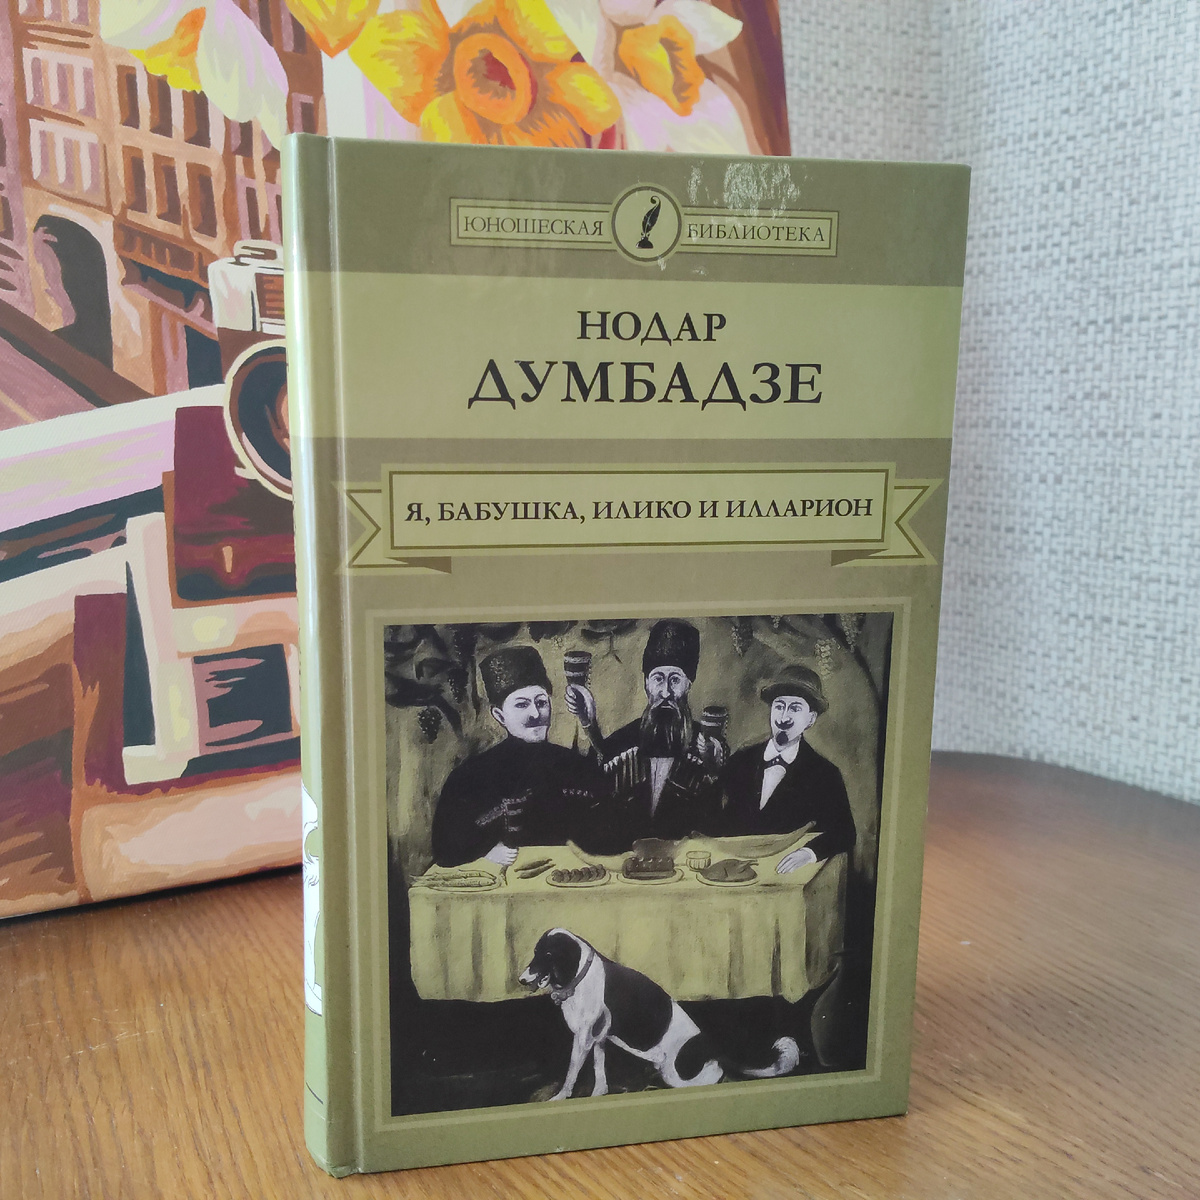 ЮНОШЕСКАЯ БИБЛИОТЕКА
НОДАР
ДУМБАДЗЕ
Я, БАБУШКА, ИЛИКО И ИЛЛАРИОН